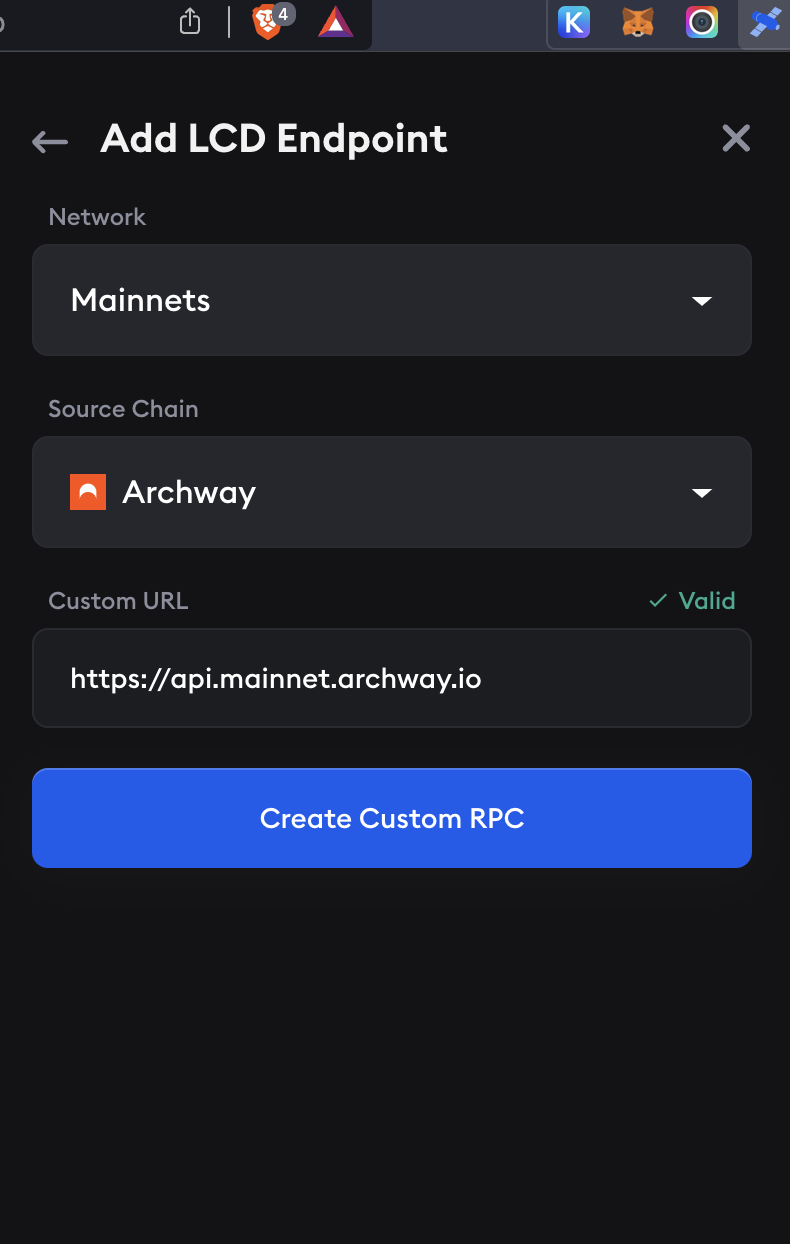 4
K
Add LCD Endpoint
Network
Mainnets
Source Chain
Archway
Custom URL
Valid
https://api.mainnet.archway.io
Create Custom RPC